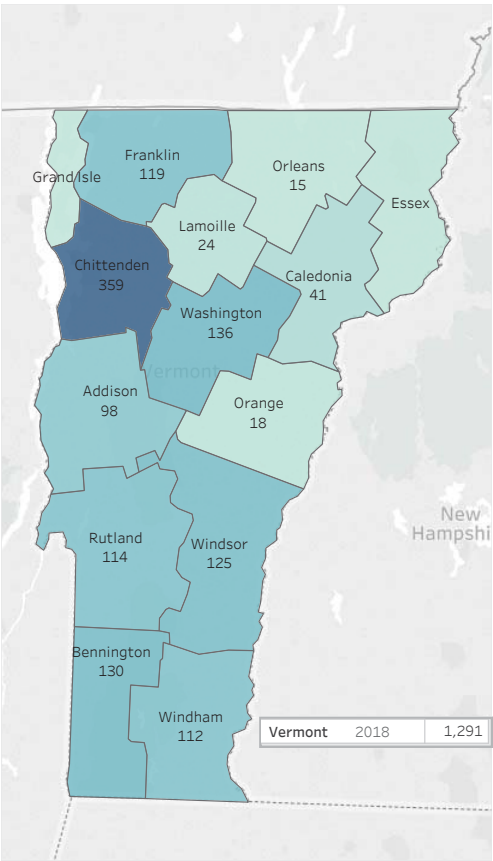 Franklin
119
Orleans
15
Grand Isle
Essex
Lamoille
24
Chittenden
359
Caledonia
41
Washington
136
Vermont
Addison
98
Orange
18
New
Hampshi
Rutland
114
Windsor
125
Bennington
130
Windham
112
Vermont 2018 1,291